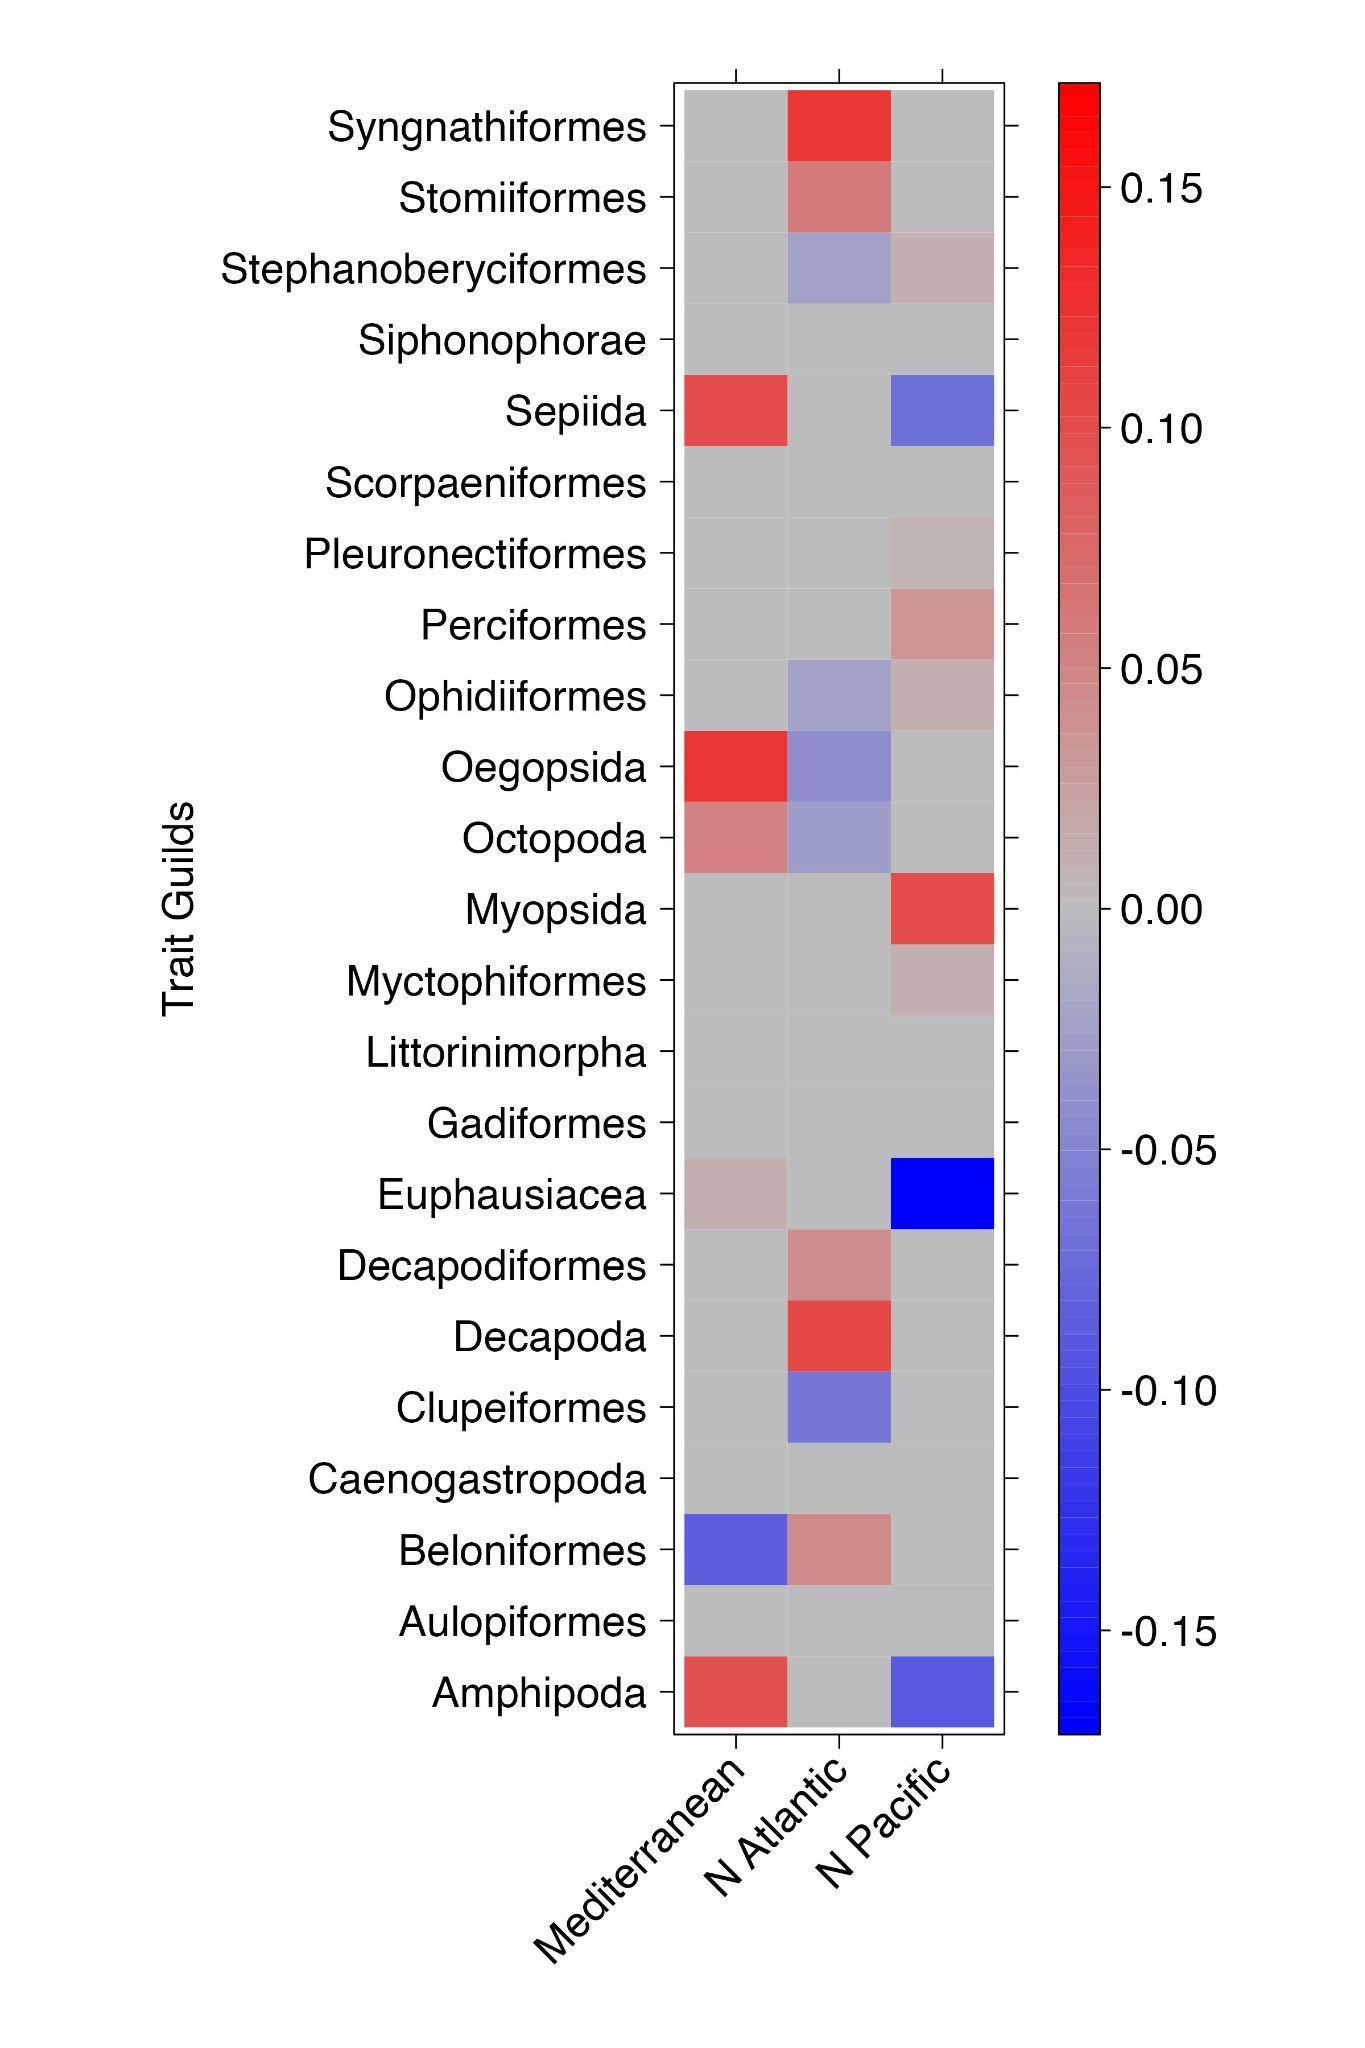 Trait Guilds
Syngnathiformes
Stomiiformes
Stephanoberyciformes
Siphonophorae
Sepiida
Scorpaeniformes
Pleuronectiformes
Perciformes
Ophidiiformes
Oegopsida
Octopoda
Myopsida
Myctophiformes
Littorinimorpha
Gadiformes
Euphausiacea
Decapodiformes
Decapoda
Clupeiformes
Caenogastropoda
Beloniformes
Aulopiformes
Amphipoda
Mediterranean
N Atlantic
N Pacific
0.15
0.10
0.05
0.00
-0.05
-0.10
-0.15